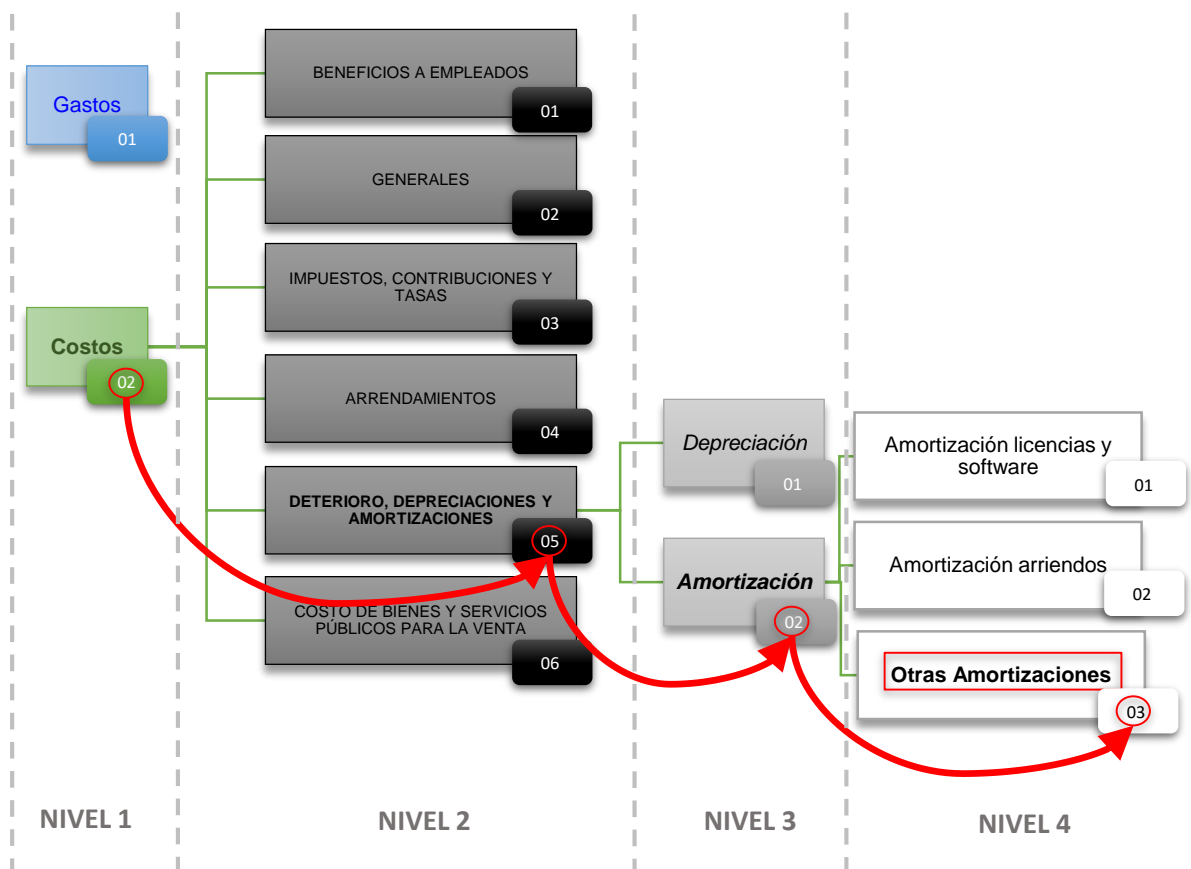 Gastos
01
Costos
02
BENEFICIOS A EMPLEADOS
01
GENERALES
02
IMPUESTOS, CONTRIBUCIONES Y
TASAS
03
ARRENDAMIENTOS
04
DETERIORO, DEPRECIACIONES Y
AMORTIZACIONES
05
COSTO DE BIENES Y SERVICIOS
PÚBLICOS PARA LA VENTA
06
Depreciación
01
Amortización
02
Amortización licencias y
software
01
Amortización arriendos
02
Otras Amortizaciones
03
NIVEL 1
NIVEL 2
NIVEL 3
NIVEL 4